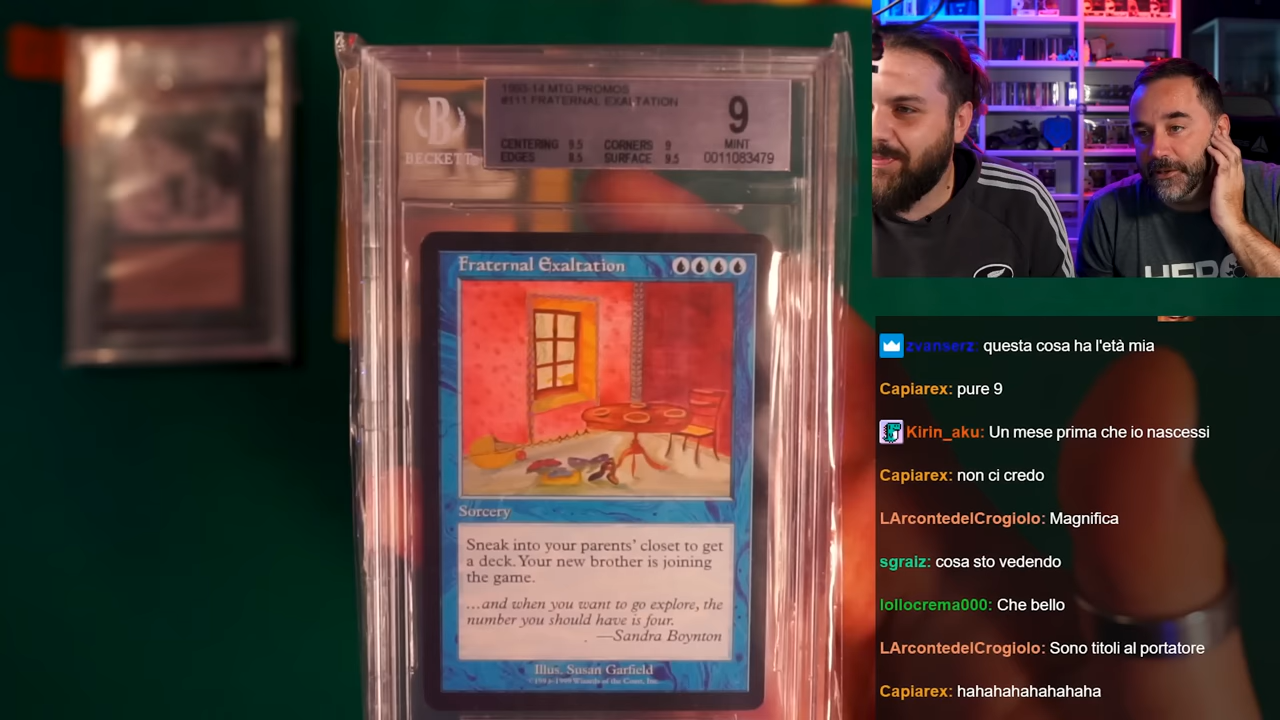 1993-14 MTG PROMOS
#111 FRATERNAL EXALTATION
9
MINT
CENTERING 9.5 CORNERS 9
EDGES 8.5 SURFACE 9.5
0011083479
B
BECKETT
Fraternal Exaltation
Sorcery
Sneak into your parents' closet to get
a deck. Your new brother is joining
the game.
…and when you want to go explore, the
number you should have is four.
—Sandra Boynton
Illus. Susan Garfield
HERO
zvanserz: questa cosa ha l'età mia
Capiarex: pure 9
Kirin_aku: Un mese prima che io nascessi
Capiarex: non ci credo
LArcontedelCrogiolo: Magnifica
sgraiz: cosa sto vedendo
lollocrema000: Che bello
LArcontedelCrogiolo: Sono titoli al portatore
Capiarex: hahahahahahahaha